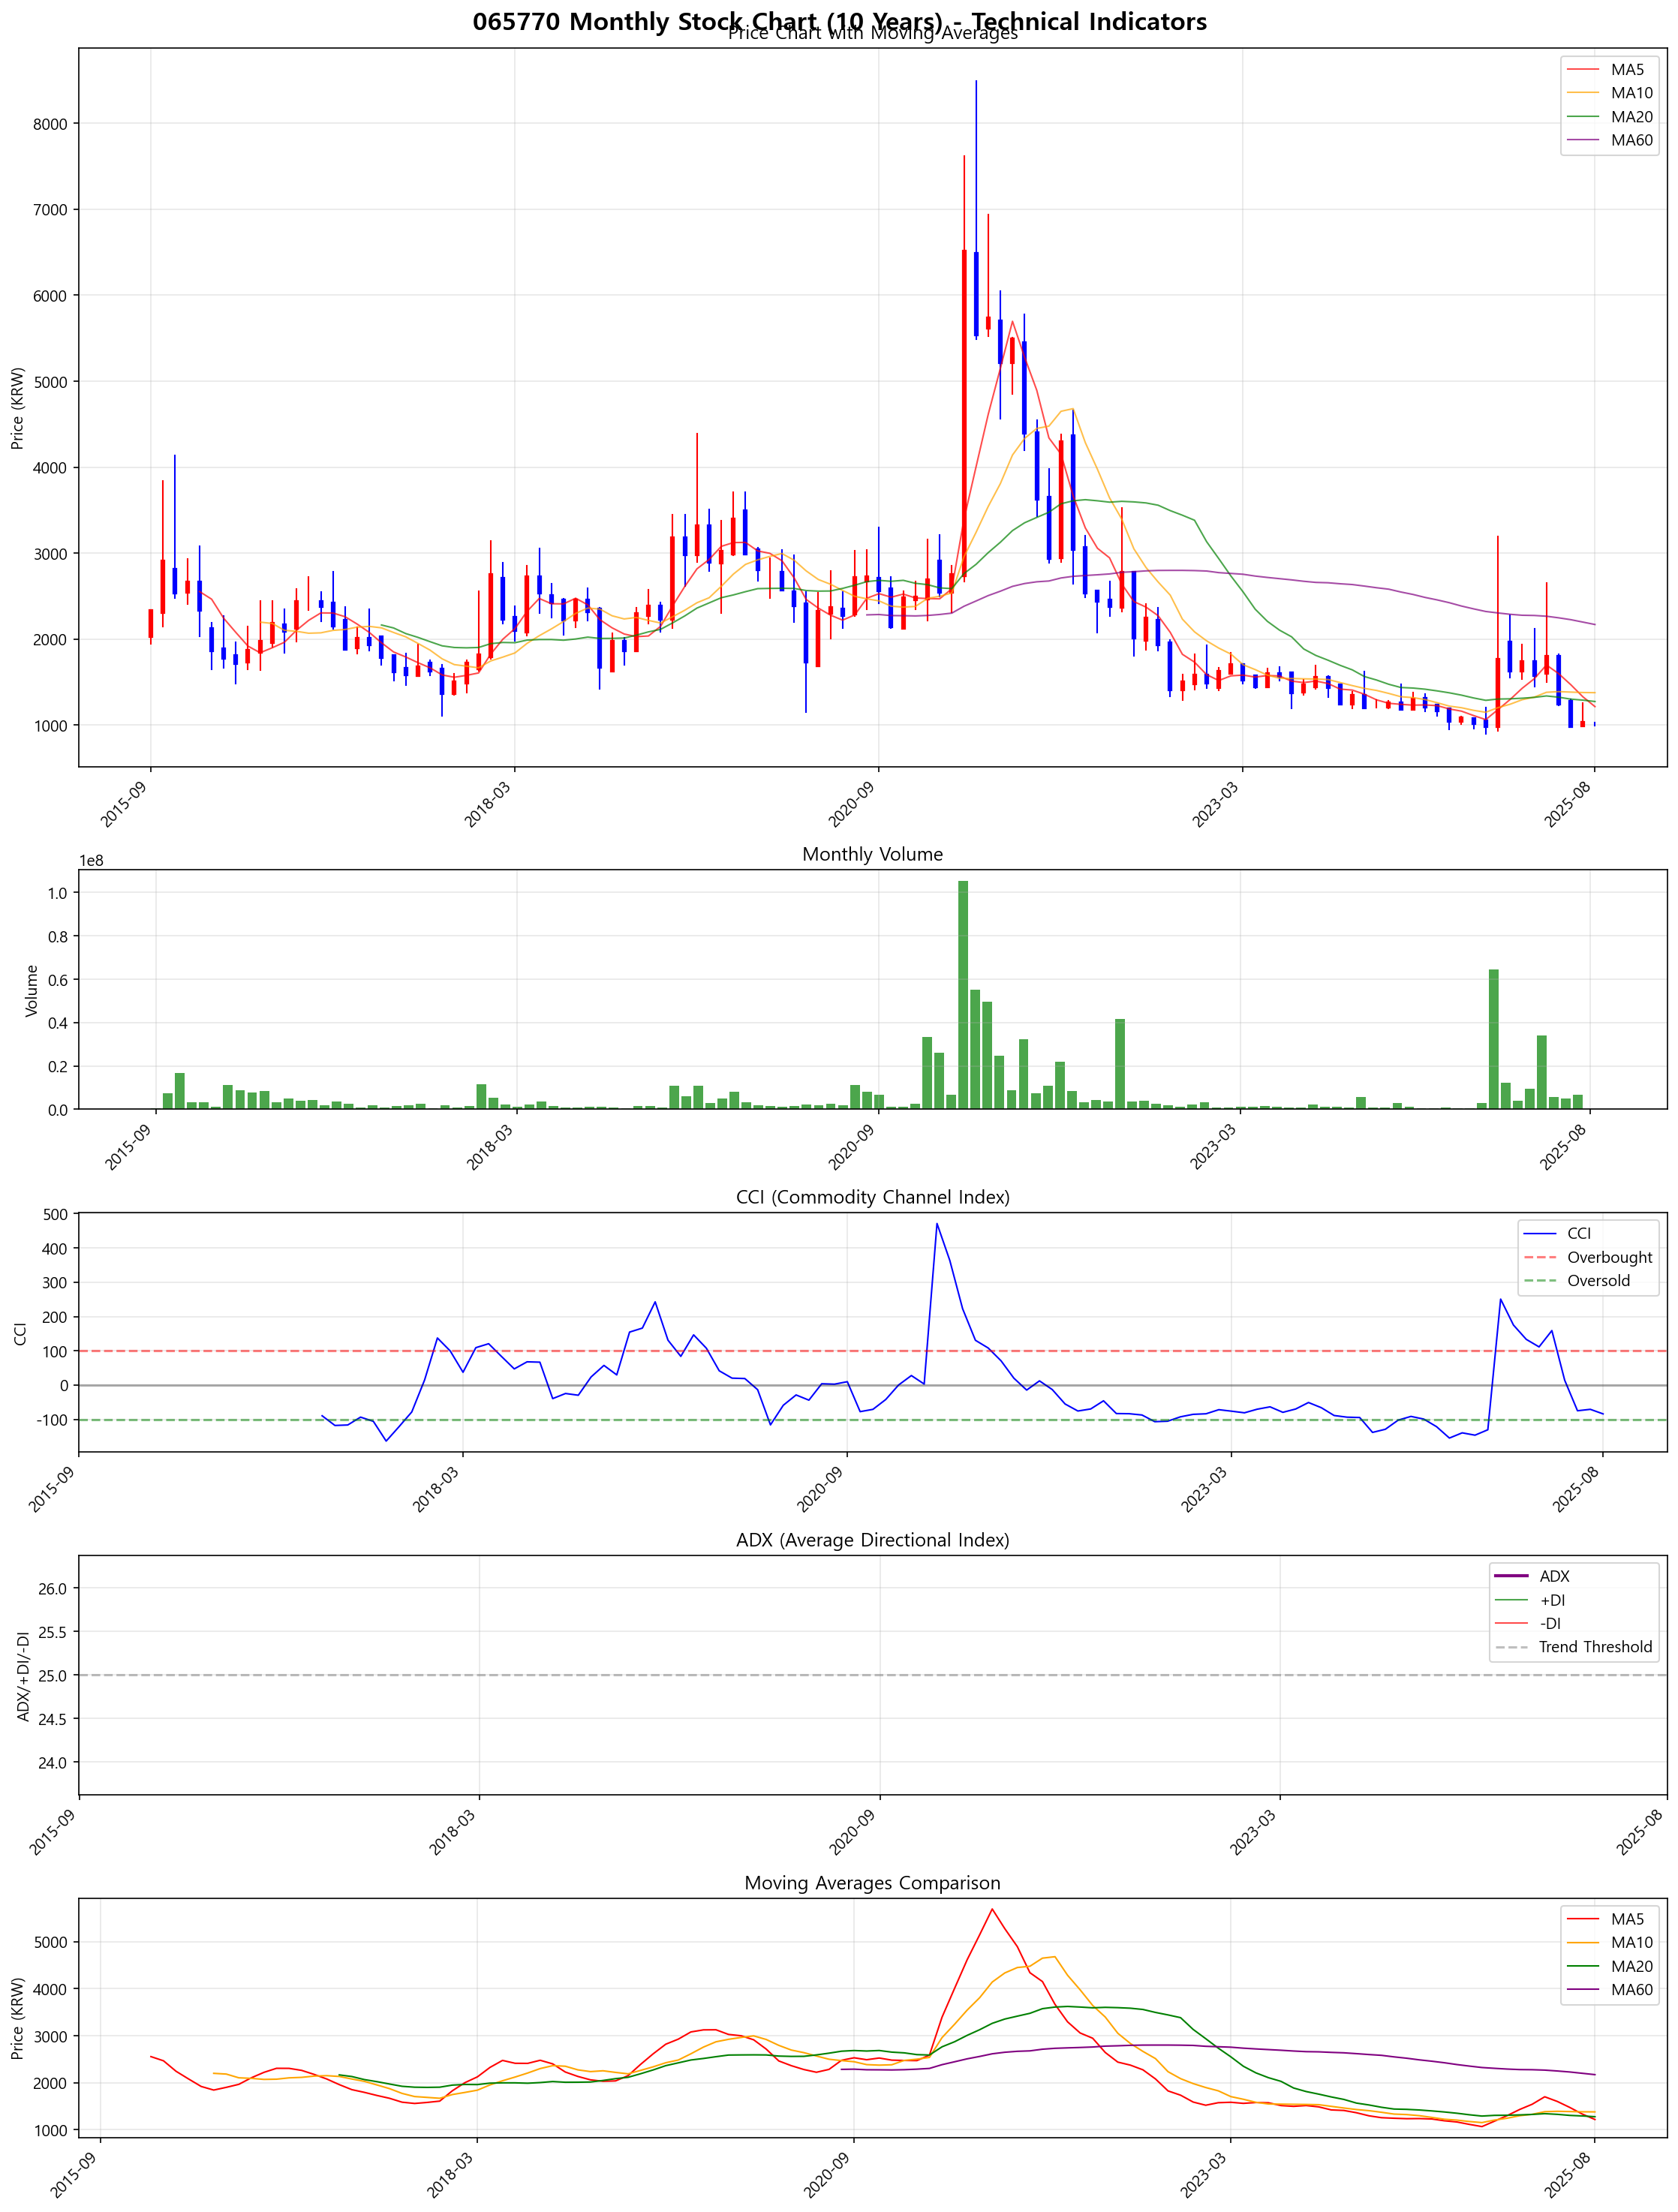 065770 Monthly Stock Chart (10 Years) - Technical Indicators
Price Chart with Moving Averages
MA5
MA10
MA20
MA60
Price (KRW)
8000
7000
6000
5000
4000
3000
2000
1000
2015-09
2018-03
2020-09
2023-03
2025-08
Monthly Volume
1e8
Volume
1.0
0.8
0.6
0.4
0.2
0.0
2015-09
2018-03
2020-09
2023-03
2025-08
CCI (Commodity Channel Index)
CCI
Overbought
Oversold
CCI
500
400
300
200
100
0
-100
2015-09
2018-03
2020-09
2023-03
2025-08
ADX (Average Directional Index)
ADX
+DI
-DI
Trend Threshold
ADX/+DI/-DI
26.0
25.5
25.0
24.5
24.0
2015-09
2018-03
2020-09
2023-03
2025-08
Moving Averages Comparison
MA5
MA10
MA20
MA60
Price (KRW)
5000
4000
3000
2000
1000
2015-09
2018-03
2020-09
2023-03
2025-08